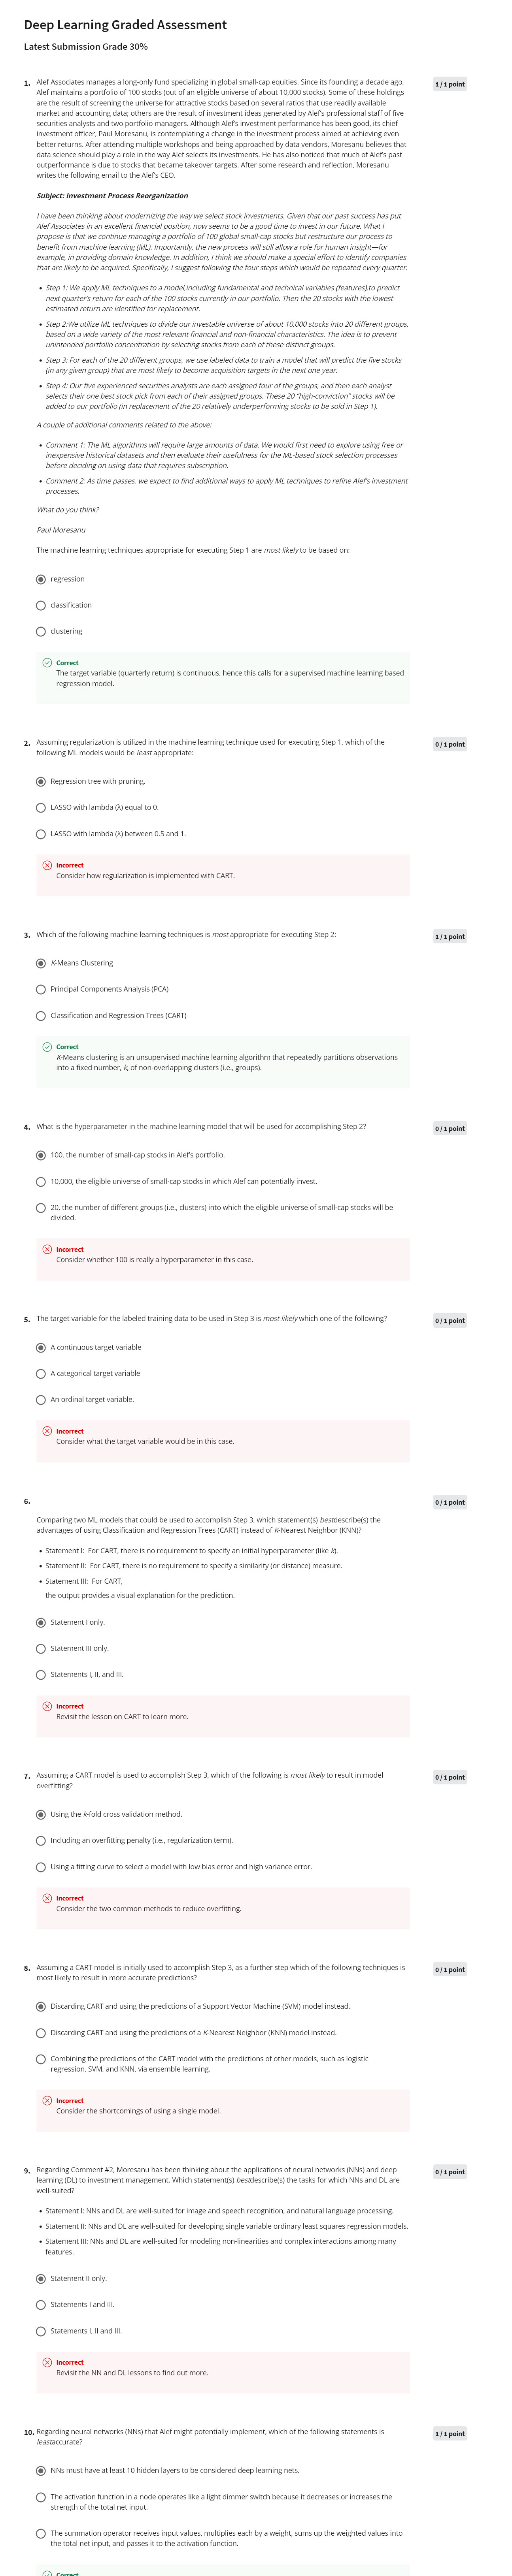 Deep Learning Graded Assessment
Latest Submission Grade 30%
1. Alef Associates manages a long-only fund specializing in global small-cap equities. Since its founding a decade ago, 1 / 1 point
Alef maintains a portfolio of 100 stocks (out of an eligible universe of about 10,000 stocks). Some of these holdings
are the result of screening the universe for attractive stocks based on several ratios that use readily available
market and accounting data; others are the result of investment ideas generated by Alef's professional staff of five
securities analysts and two portfolio managers. Although Alef's investment performance has been good, its chief
investment officer, Paul Moresanu, is contemplating a change in the investment process aimed at achieving even
better returns. After attending multiple workshops and being approached by data vendors, Moresanu believes that
data science should play a role in the way Alef selects its investments. He has also noticed that much of Alef's past
outperformance is due to stocks that became takeover targets. After some research and reflection, Moresanu
writes the following email to the Alef's CEO.
Subject: Investment Process Reorganization
I have been thinking about modernizing the way we select stock investments. Given that our past success has put
Alef Associates in an excellent financial position, now seems to be a good time to invest in our future. What I
propose is that we continue managing a portfolio of 100 global small-cap stocks but restructure our process to
benefit from machine learning (ML). Importantly, the new process will still allow a role for human insight—for
example, in providing domain knowledge. In addition, I think we should make a special effort to identify companies
that are likely to be acquired. Specifically, I suggest following the four steps which would be repeated every quarter.
• Step 1: We apply ML techniques to a model,including fundamental and technical variables (features),to predict
next quarter's return for each of the 100 stocks currently in our portfolio. Then the 20 stocks with the lowest
estimated return are identified for replacement.
• Step 2:We utilize ML techniques to divide our investable universe of about 10,000 stocks into 20 different groups,
based on a wide variety of the most relevant financial and non-financial characteristics. The idea is to prevent
unintended portfolio concentration by selecting stocks from each of these distinct groups.
• Step 3: For each of the 20 different groups, we use labeled data to train a model that will predict the five stocks
(in any given group) that are most likely to become acquisition targets in the next one year.
• Step 4: Our five experienced securities analysts are each assigned four of the groups, and then each analyst
selects their one best stock pick from each of their assigned groups. These 20 "high-conviction" stocks will be
added to our portfolio (in replacement of the 20 relatively underperforming stocks to be sold in Step 1).
A couple of additional comments related to the above:
• Comment 1: The ML algorithms will require large amounts of data. We would first need to explore using free or
inexpensive historical datasets and then evaluate their usefulness for the ML-based stock selection processes
before deciding on using data that requires subscription.
• Comment 2: As time passes, we expect to find additional ways to apply ML techniques to refine Alef's investment
processes.
What do you think?
Paul Moresanu
The machine learning techniques appropriate for executing Step 1 are most likely to be based on:
regression
classification
clustering
Correct
The target variable (quarterly return) is continuous, hence this calls for a supervised machine learning based
regression model.
2. Assuming regularization is utilized in the machine learning technique used for executing Step 1, which of the 0 / 1 point
following ML models would be least appropriate:
Regression tree with pruning.
LASSO with lambda (λ) equal to 0.
LASSO with lambda (λ) between 0.5 and 1.
Incorrect
Consider how regularization is implemented with CART.
3. Which of the following machine learning techniques is most appropriate for executing Step 2: 1 / 1 point
K-Means Clustering
Principal Components Analysis (PCA)
Classification and Regression Trees (CART)
Correct
K-Means clustering is an unsupervised machine learning algorithm that repeatedly partitions observations
into a fixed number, k, of non-overlapping clusters (i.e., groups).
4. What is the hyperparameter in the machine learning model that will be used for accomplishing Step 2? 0 / 1 point
100, the number of small-cap stocks in Alef's portfolio.
10,000, the eligible universe of small-cap stocks in which Alef can potentially invest.
20, the number of different groups (i.e., clusters) into which the eligible universe of small-cap stocks will be
divided.
Incorrect
Consider whether 100 is really a hyperparameter in this case.
5. The target variable for the labeled training data to be used in Step 3 is most likely which one of the following? 0 / 1 point
A continuous target variable
A categorical target variable
An ordinal target variable.
Incorrect
Consider what the target variable would be in this case.
6. 0 / 1 point
Comparing two ML models that could be used to accomplish Step 3, which statement(s) bestdescribe(s) the
advantages of using Classification and Regression Trees (CART) instead of K-Nearest Neighbor (KNN)?
• Statement I: For CART, there is no requirement to specify an initial hyperparameter (like k).
• Statement II: For CART, there is no requirement to specify a similarity (or distance) measure.
• Statement III: For CART,
the output provides a visual explanation for the prediction.
Statement I only.
Statement III only.
Statements I, II, and III.
Incorrect
Revisit the lesson on CART to learn more.
7. Assuming a CART model is used to accomplish Step 3, which of the following is most likely to result in model 0 / 1 point
overfitting?
Using the k-fold cross validation method.
Including an overfitting penalty (i.e., regularization term).
Using a fitting curve to select a model with low bias error and high variance error.
Incorrect
Consider the two common methods to reduce overfitting.
8. Assuming a CART model is initially used to accomplish Step 3, as a further step which of the following techniques is 0 / 1 point
most likely to result in more accurate predictions?
Discarding CART and using the predictions of a Support Vector Machine (SVM) model instead.
Discarding CART and using the predictions of a K-Nearest Neighbor (KNN) model instead.
Combining the predictions of the CART model with the predictions of other models, such as logistic
regression, SVM, and KNN, via ensemble learning.
Incorrect
Consider the shortcomings of using a single model.
9. Regarding Comment #2, Moresanu has been thinking about the applications of neural networks (NNs) and deep 0 / 1 point
learning (DL) to investment management. Which statement(s) bestdescribe(s) the tasks for which NNs and DL are
well-suited?
• Statement I: NNs and DL are well-suited for image and speech recognition, and natural language processing.
• Statement II: NNs and DL are well-suited for developing single variable ordinary least squares regression models.
• Statement III: NNs and DL are well-suited for modeling non-linearities and complex interactions among many
features.
Statement II only.
Statements I and III.
Statements I, II and III.
Incorrect
Revisit the NN and DL lessons to find out more.
10. Regarding neural networks (NNs) that Alef might potentially implement, which of the following statements is 1 / 1 point
leastaccurate?
NNs must have at least 10 hidden layers to be considered deep learning nets.
The activation function in a node operates like a light dimmer switch because it decreases or increases the
strength of the total net input.
The summation operator receives input values, multiplies each by a weight, sums up the weighted values into
the total net input, and passes it to the activation function.
Correct